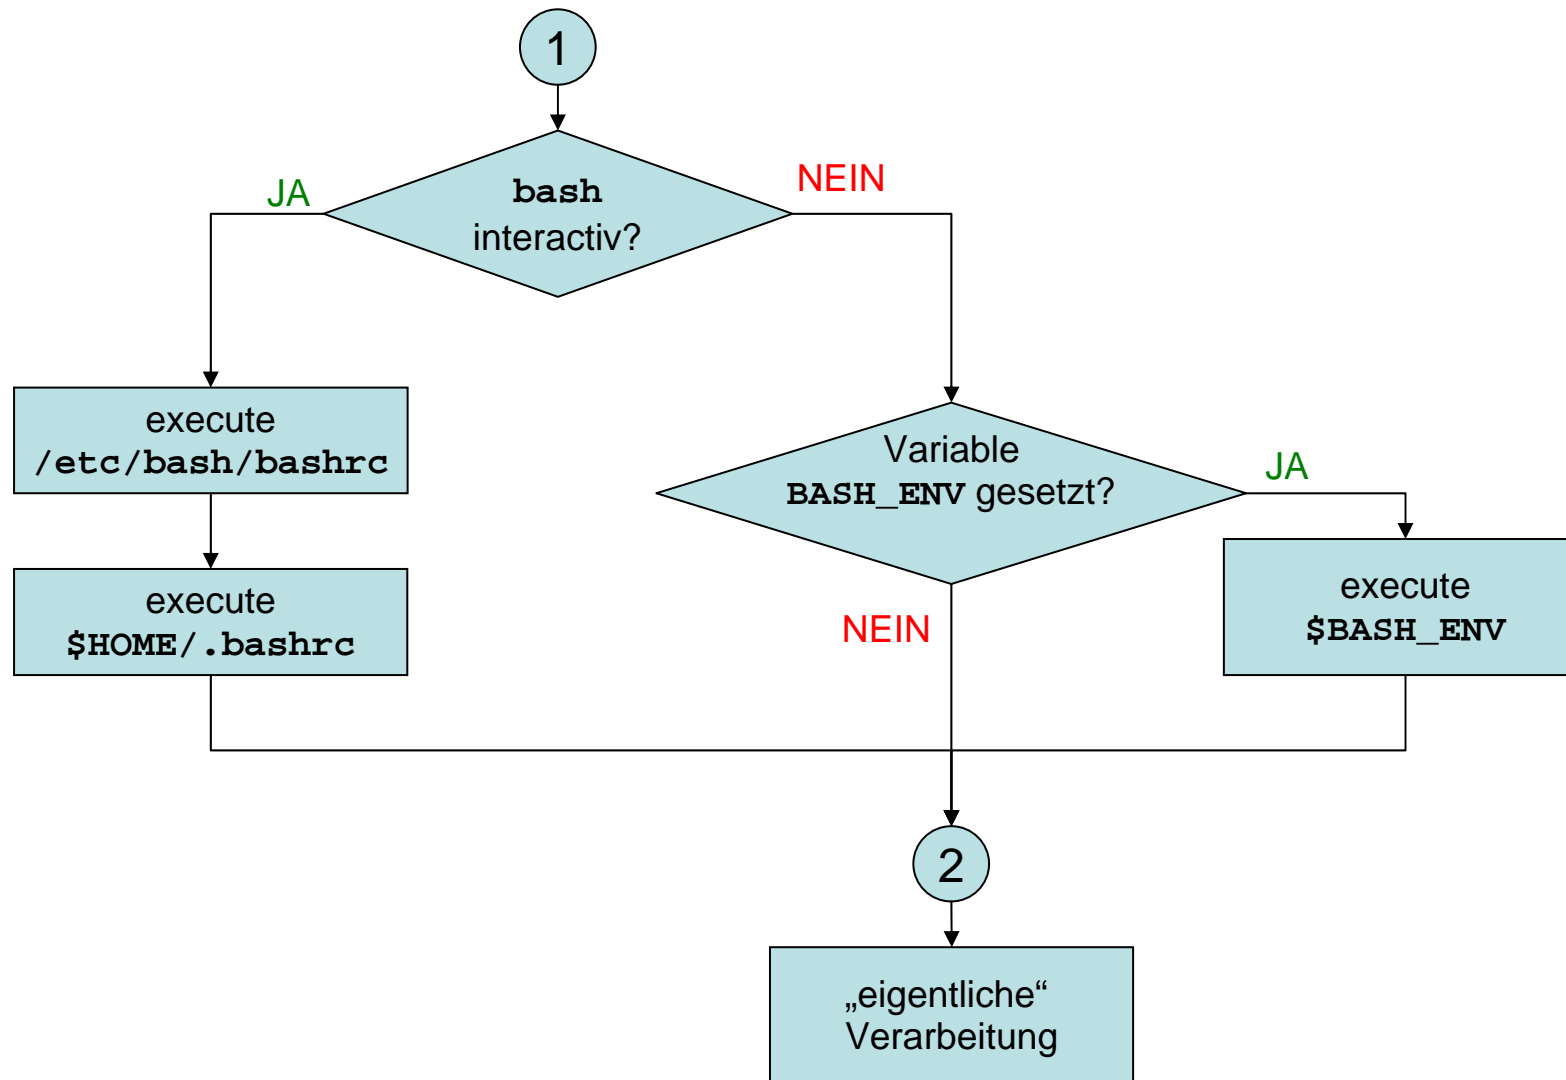 1
bash
interactiv?
JA
NEIN
execute
/etc/bash/bashrc
execute
$HOME/.bashrc
Variable
BASH_ENV gesetzt?
JA
NEIN
execute
$BASH_ENV
2
„eigentliche“
Verarbeitung